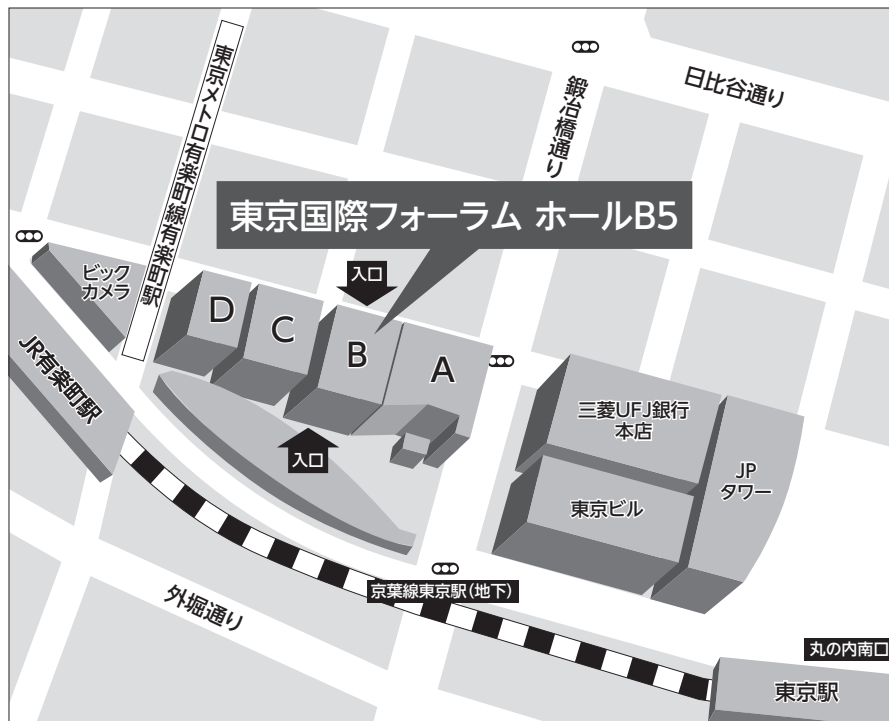 日比谷通り
鍛冶橋通り
東京メトロ有楽町線有楽町駅
東京国際フォーラム ホールB5
入口
ビック
カメラ
D
C
B
A
JR有楽町駅
入口
三菱UFJ銀行
本店
JP
タワー
東京ビル
京葉線東京駅(地下)
外堀通り
丸の内南口
東京駅